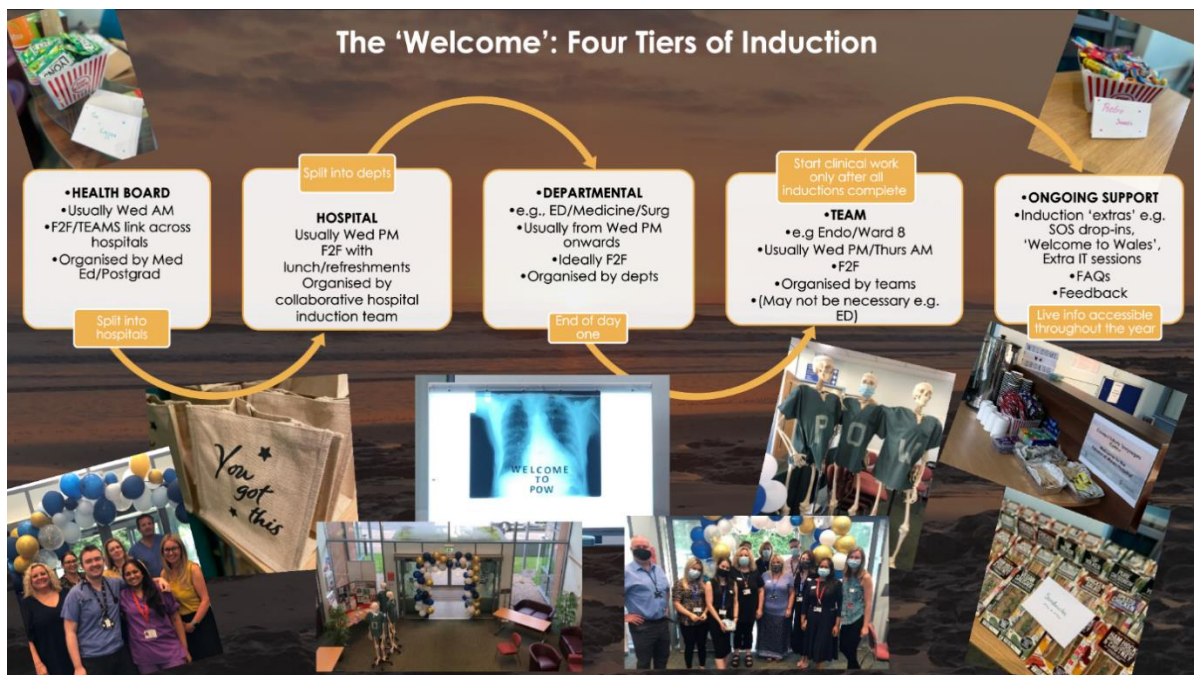 The 'Welcome': Four Tiers of Induction
•HEALTH BOARD
•Usually Wed AM
•F2F/TEAMS link across
hospitals
•Organised by Med
Ed/Postgrad
Split into
hospitals
Split into depts
HOSPITAL
Usually Wed PM
F2F with
lunch/refreshments
Organised by
collaborative hospital
induction team
•DEPARTMENTAL
•e.g., ED/Medicine/Surg
•Usually from Wed PM
onwards
•Ideally F2F
•Organised by depts
End of day
one
Start clinical work
only after all
inductions complete
•TEAM
•e.g Endo/Ward 8
•Usually Wed PM/Thurs AM
•F2F
•Organised by teams
•(May not be necessary e.g.
ED)
•ONGOING SUPPORT
•Induction 'extras' e.g.
SOS drop-ins,
'Welcome to Wales',
Extra IT sessions
•FAQs
•Feedback
Live info accessible
throughout the year
You
got
this
WELCOME
TO
POW
P O W